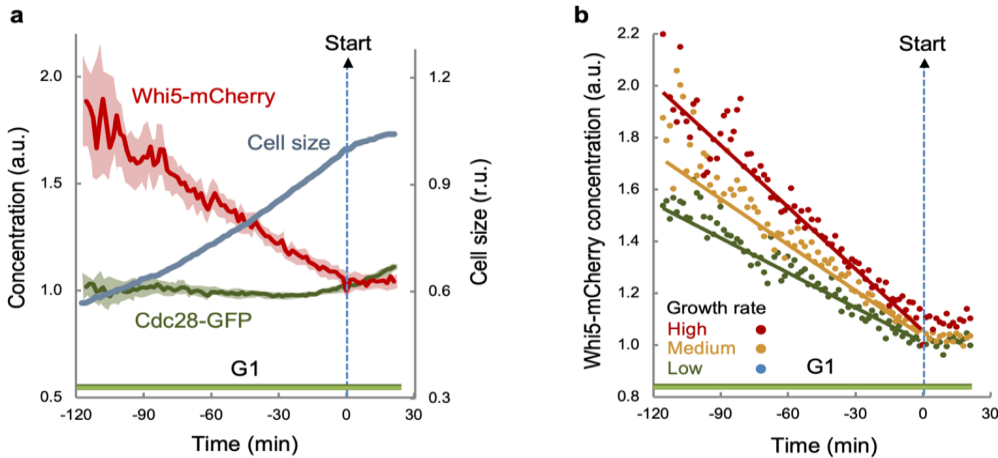 a
Start
2.0
1.5
1.0
0.5
Concentration (a.u.)
Whi5-mCherry
Cell size
Cdc28-GFP
G1
1.2
0.9
0.6
0.3
Cell size (r.u.)
-120 -90 -60 -30 0 30
Time (min)
b
Start
2.2
2.0
1.8
1.6
1.4
1.2
1.0
0.8
Whi5-mCherry concentration (a.u.)
Growth rate
High
Medium
Low
G1
-120 -90 -60 -30 0 30
Time (min)